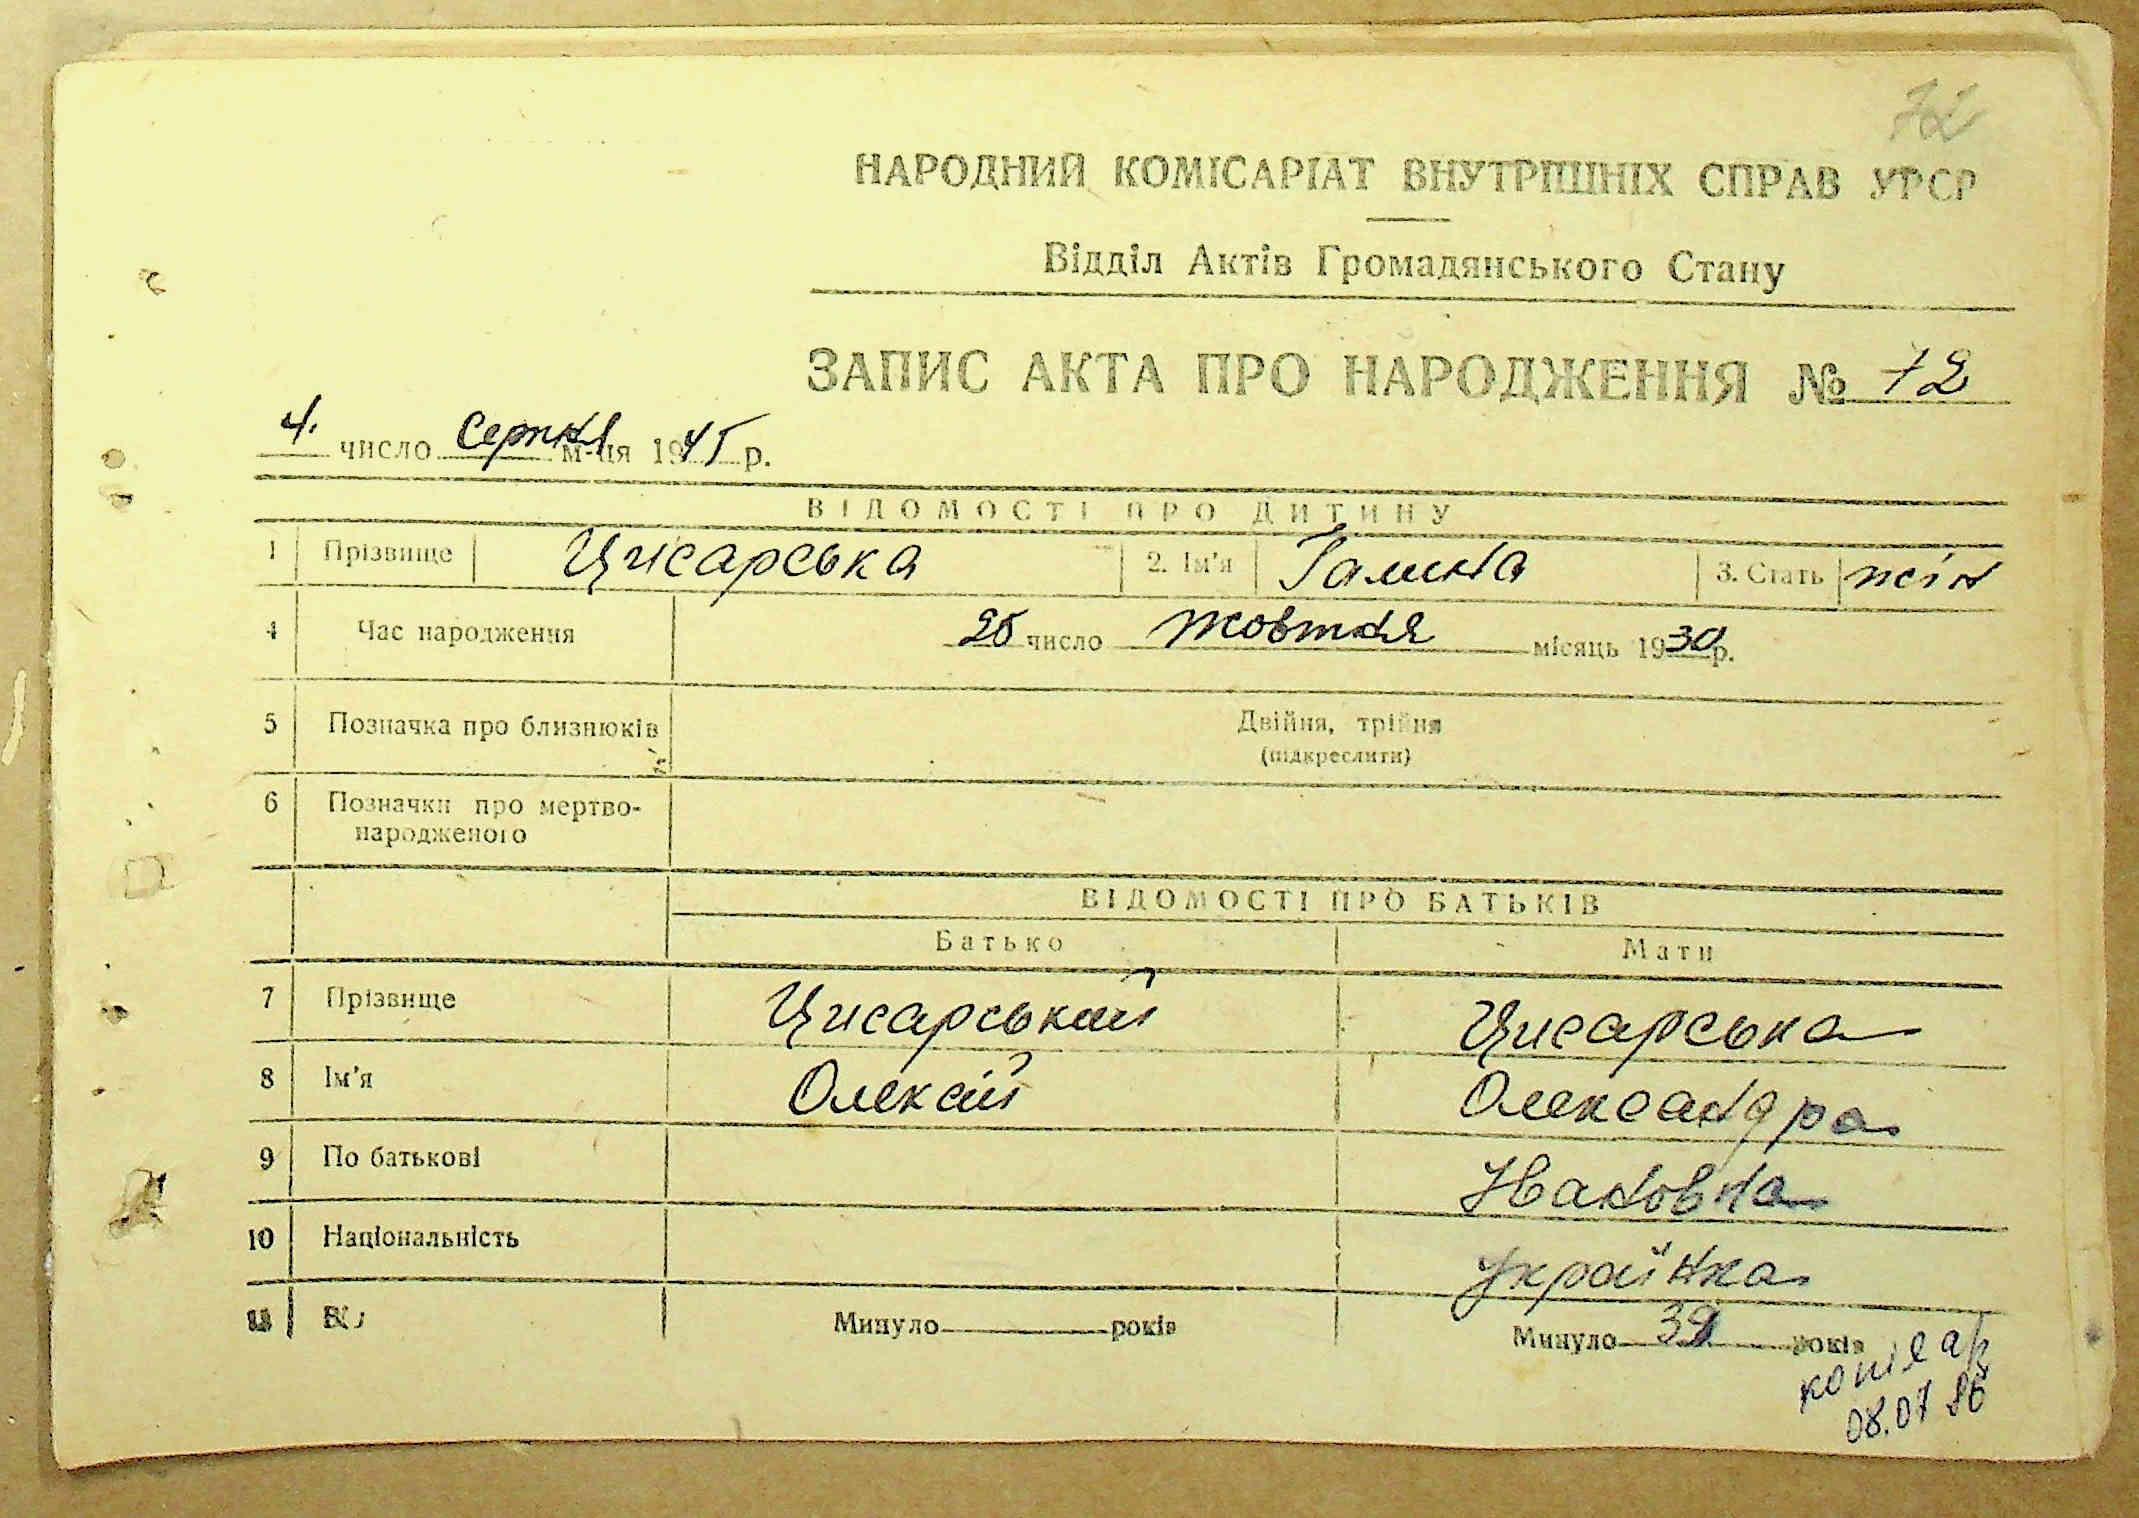 72
НАРОДНИЙ КОМІСАРІАТ ВНУТРІШНІХ СПРАВ УРСР
Відділ Актів Громадянського Стану
ЗАПИС АКТА ПРО НАРОДЖЕННЯ № 72
4. число Серпня м-ця 1945 р.
ВІДОМОСТІ ПРО ДИТИНУ
1 Прізвище Цисарська 2. Ім'я Галина 3. Стать жін
4 Час народження 25 число жовтня місяць 1930 р.
5 Позначка про близнюків Двійня, трійня
(підкреслити)
6 Позначки про мертво-
народженого
ВІДОМОСТІ ПРО БАТЬКІВ
Батько Мати
7 Прізвище Цисарський Цисарська
8 Ім'я Олексій Олександра
9 По батькові Івановна
10 Національність українка
11 Вік Минуло років Минуло 39 років
08.07 86